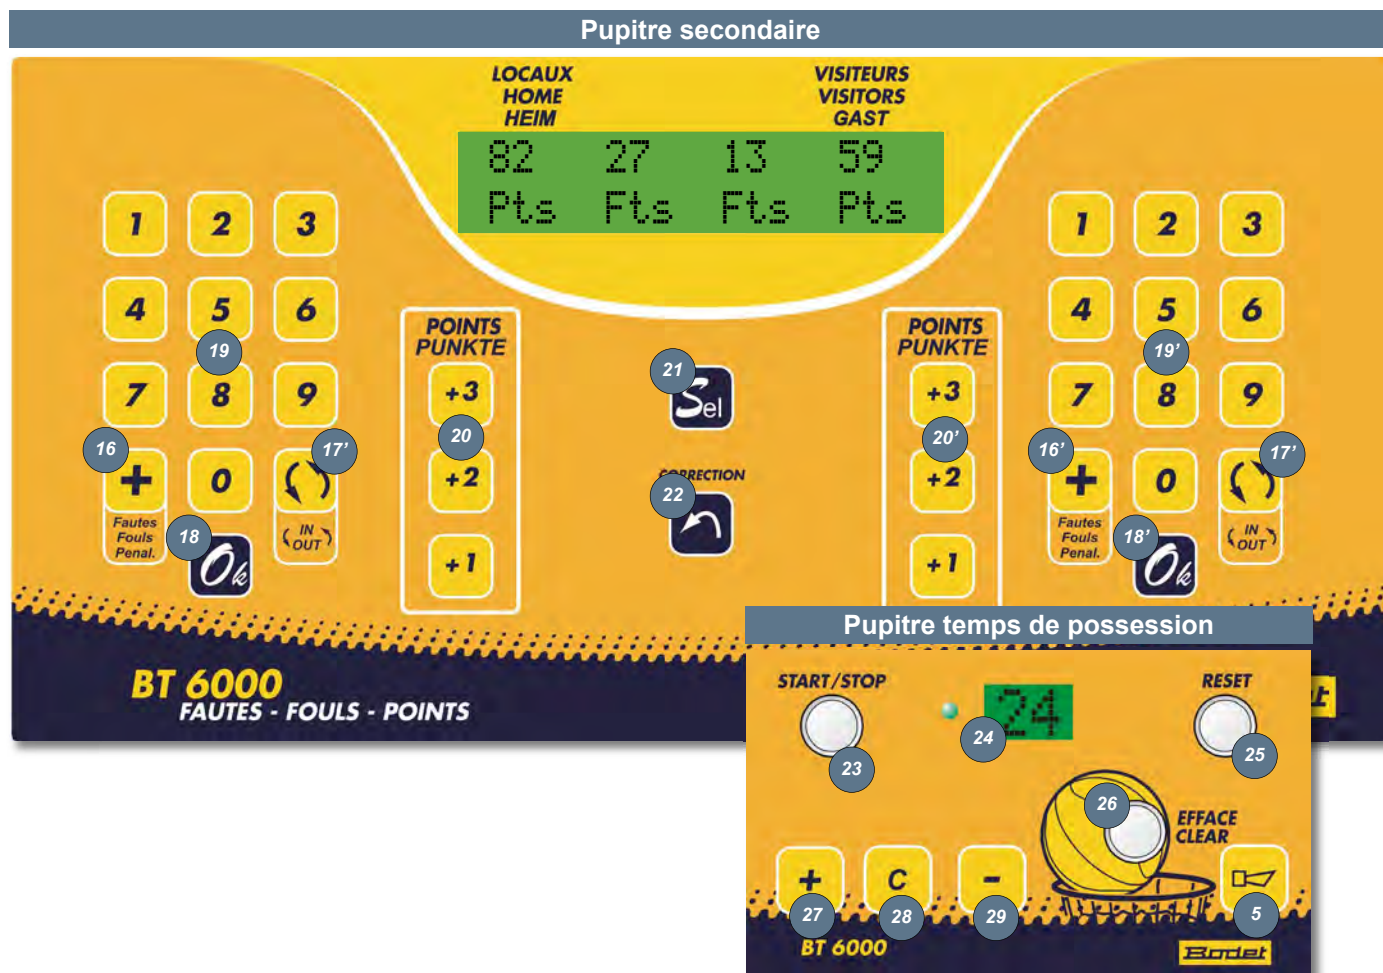 Pupitre secondaire
LOCAUX
HOME
HEIM
VISITEURS
VISITORS
GAST
82 27 13 59
Pts Fts Fts Pts
1 2 3
4 5 6
19
7 8 9
16
17’
+ 0
Fautes
Fouls
Penal.
IN
OUT
18
Ok
POINTS
PUNKTE
+3
20
+2
+1
21
Sel
CORRECTION
22
POINTS
PUNKTE
+3
20’
+2
+1
1 2 3
4 5 6
19’
7 8 9
16’
17’
+ 0
Fautes
Fouls
Penal.
IN
OUT
18’
Ok
BT 6000
FAUTES - FOULS - POINTS
Pupitre temps de possession
START/STOP
23
24
24
RESET
25
26
EFFACE
CLEAR
+ C -
27 28 29 5
BT 6000
Bodet